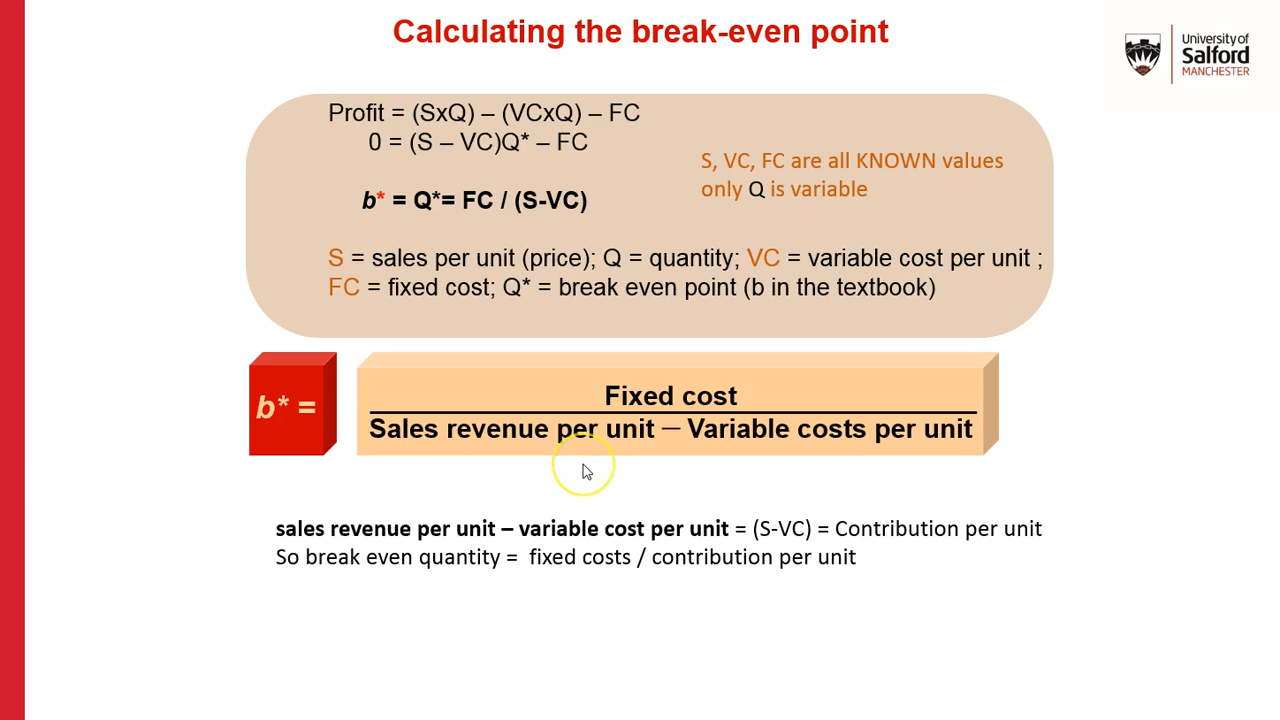 Calculating the break-even point
University of
Salford
MANCHESTER
Profit = (SxQ) – (VCxQ) – FC
0 = (S – VC)Q* – FC
S, VC, FC are all KNOWN values
only Q is variable
b* = Q*= FC / (S-VC)
S = sales per unit (price); Q = quantity; VC = variable cost per unit ;
FC = fixed cost; Q* = break even point (b in the textbook)
b* =
Fixed cost
Sales revenue per unit – Variable costs per unit
sales revenue per unit – variable cost per unit = (S-VC) = Contribution per unit
So break even quantity =  fixed costs / contribution per unit